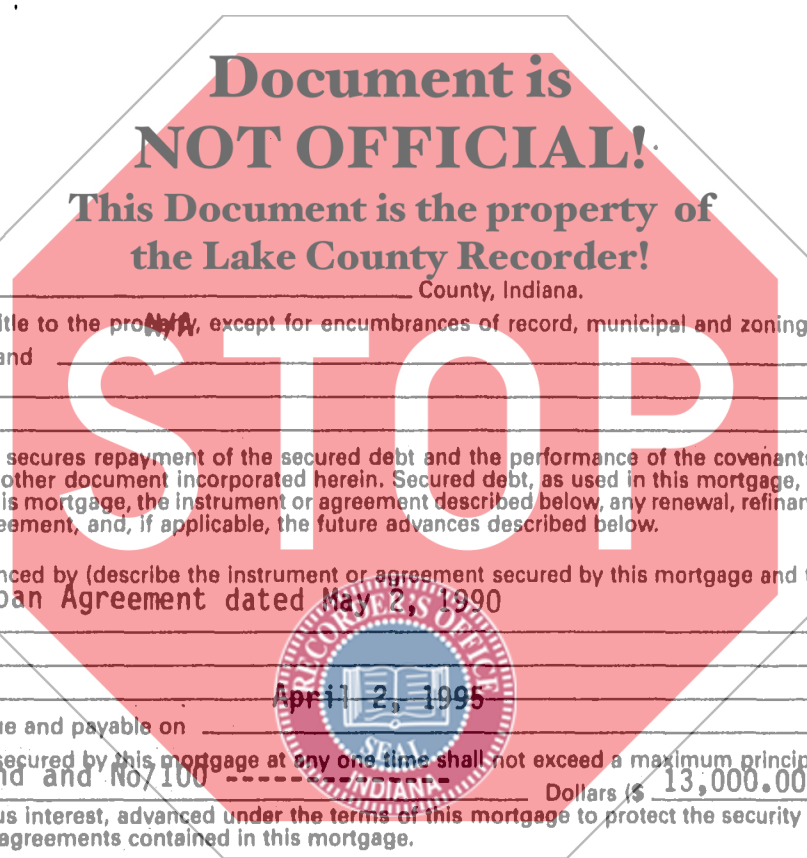 Document is
NOT OFFICIAL!
This Document is the property of
the Lake County Recorder!
County, Indiana.
itle to the property, except for encumbrances of record, municipal and zoning
N/A
and
STOP
secures repayment of the secured debt and the performance of the covenants
other document incorporated herein. Secured debt, as used in this mortgage,
is mortgage, the instrument or agreement described below, any renewal, refinan
eement, and, if applicable, the future advances described below.
nced by (describe the instrument or agreement secured by this mortgage and
oan Agreement dated May 2, 1990
RECORDER'S OFFICE
April 2, 1995
ue and payable on
SEAL
INDIANA
secured by this mortgage at any one time shall not exceed a maximum princip
nd and No/100 ---------------
Dollars ($ 13,000.00
us interest, advanced under the terms of this mortgage to protect the security
agreements contained in this mortgage.